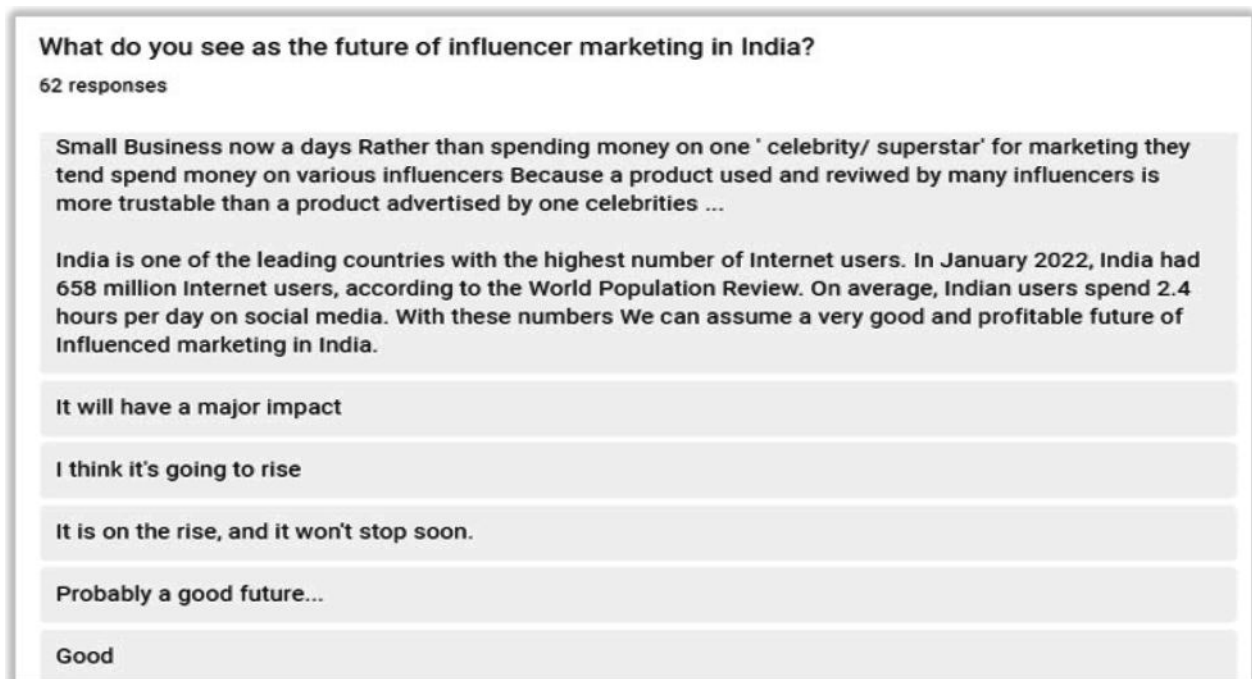 What do you see as the future of influencer marketing in India?
62 responses
Small Business now a days Rather than spending money on one ' celebrity/ superstar' for marketing they
tend spend money on various influencers Because a product used and reviwed by many influencers is
more trustable than a product advertised by one celebrities ...
India is one of the leading countries with the highest number of Internet users. In January 2022, India had
658 million Internet users, according to the World Population Review. On average, Indian users spend 2.4
hours per day on social media. With these numbers We can assume a very good and profitable future of
Influenced marketing in India.
It will have a major impact
I think it's going to rise
It is on the rise, and it won't stop soon.
Probably a good future...
Good